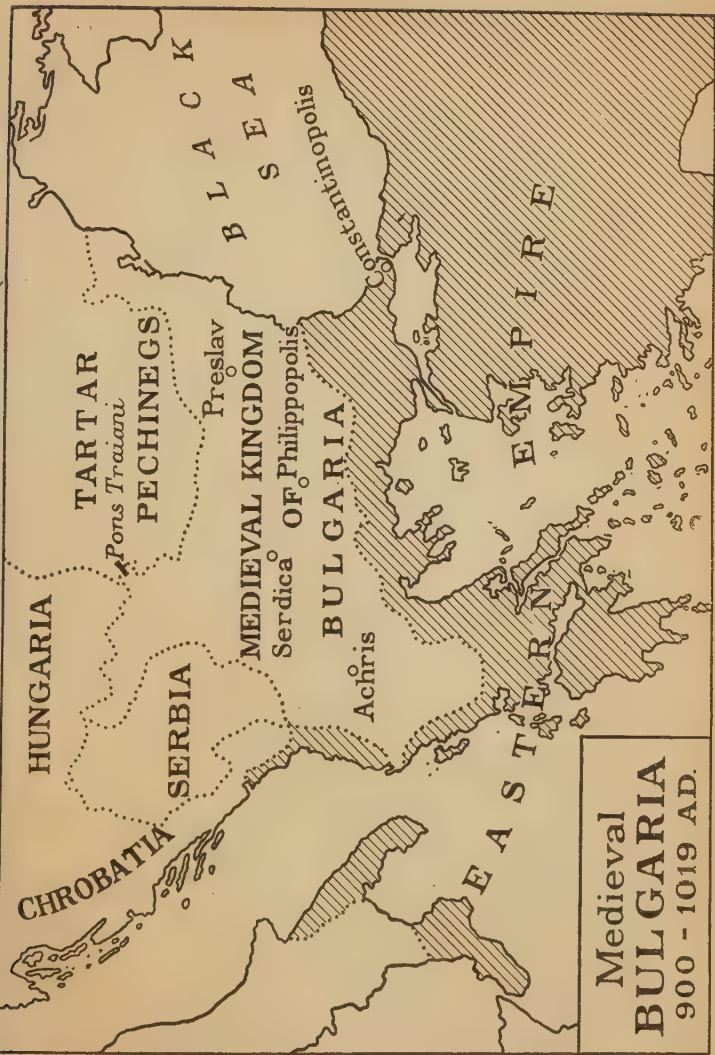 HUNGARIA
TARTAR
Pons Traiani
PECHINEGS
BLACK
SEA
CHROBATIA
SERBIA
Preslav
MEDIEVAL KINGDOM
Serdica
OF
Philippopolis
BULGARIA
Achris
Constantinopolis
EASTERN EMPIRE
Medieval
BULGARIA
900 - 1019 AD.